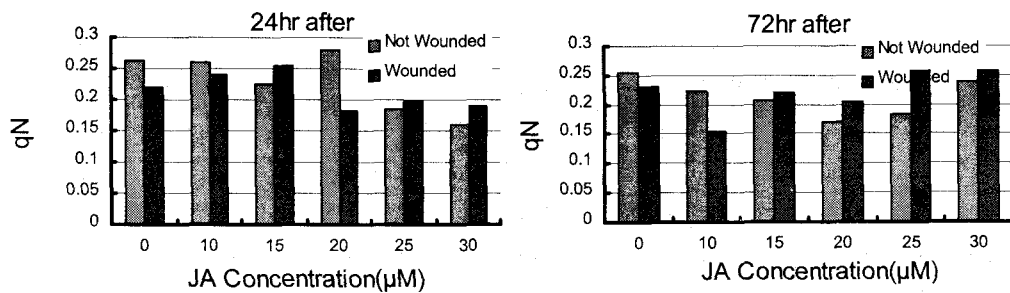 24hr after
0.3
0.25
0.2
0.15
0.1
0.05
0
qN
Not Wounded
Wounded
0 10 15 20 25 30
JA Concentration(μM)
72hr after
0.3
0.25
0.2
0.15
0.1
0.05
0
qN
Not Wounded
Wounded
0 10 15 20 25 30
JA Concentration(μM)